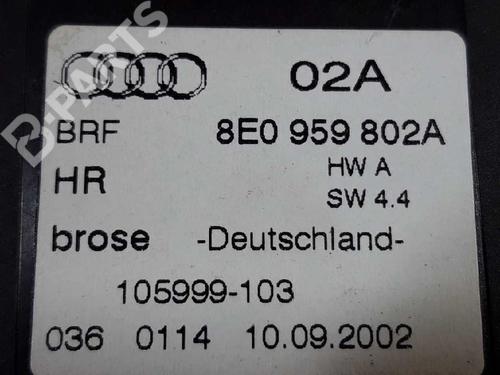 02A
BRF 8E0 959 802A
HR HW A
SW 4.4
brose -Deutschland-
105999-103
036 0114 10.09.2002
B-PARTS